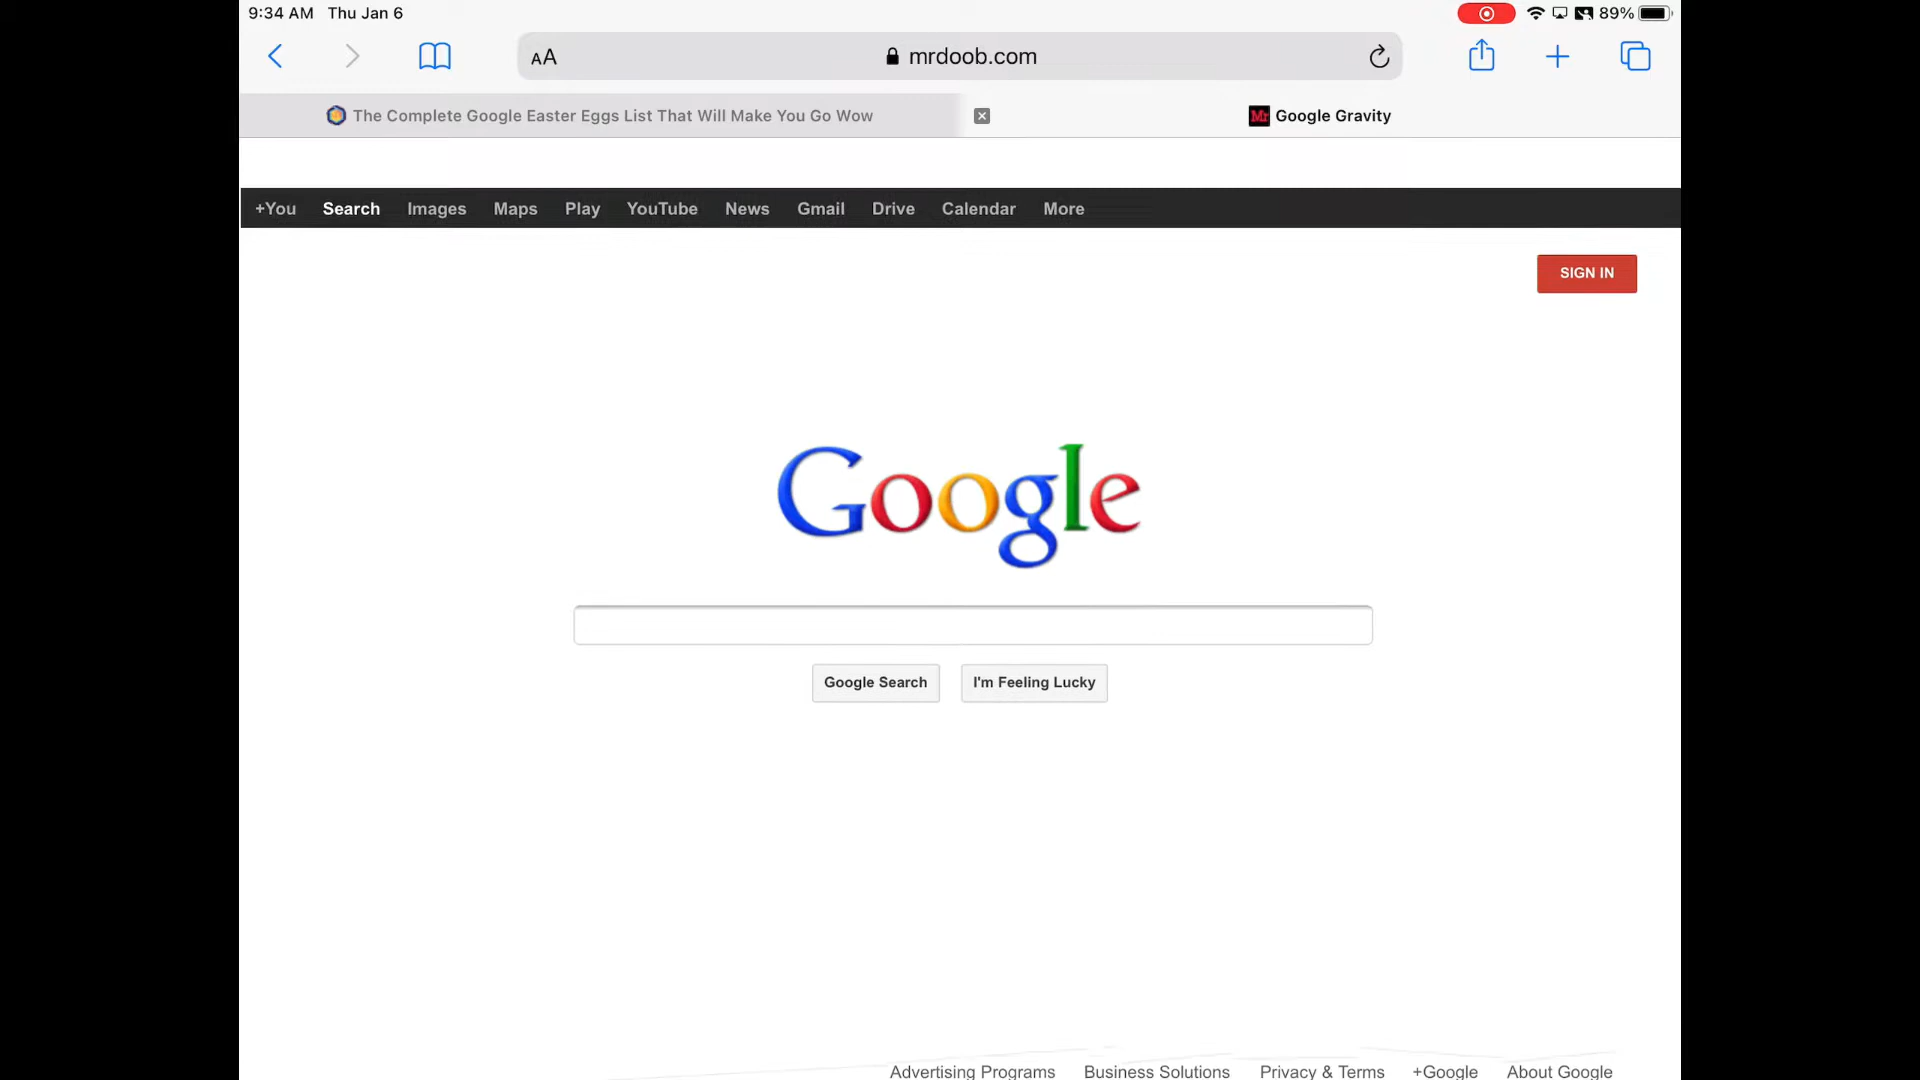 9:34 AM Thu Jan 6
89%
AA
mrdoob.com
The Complete Google Easter Eggs List That Will Make You Go Wow
Mr Google Gravity
+You Search Images Maps Play YouTube News Gmail Drive Calendar More
SIGN IN
Google
Google Search
I'm Feeling Lucky
Advertising Programs Business Solutions Privacy & Terms +Google About Google